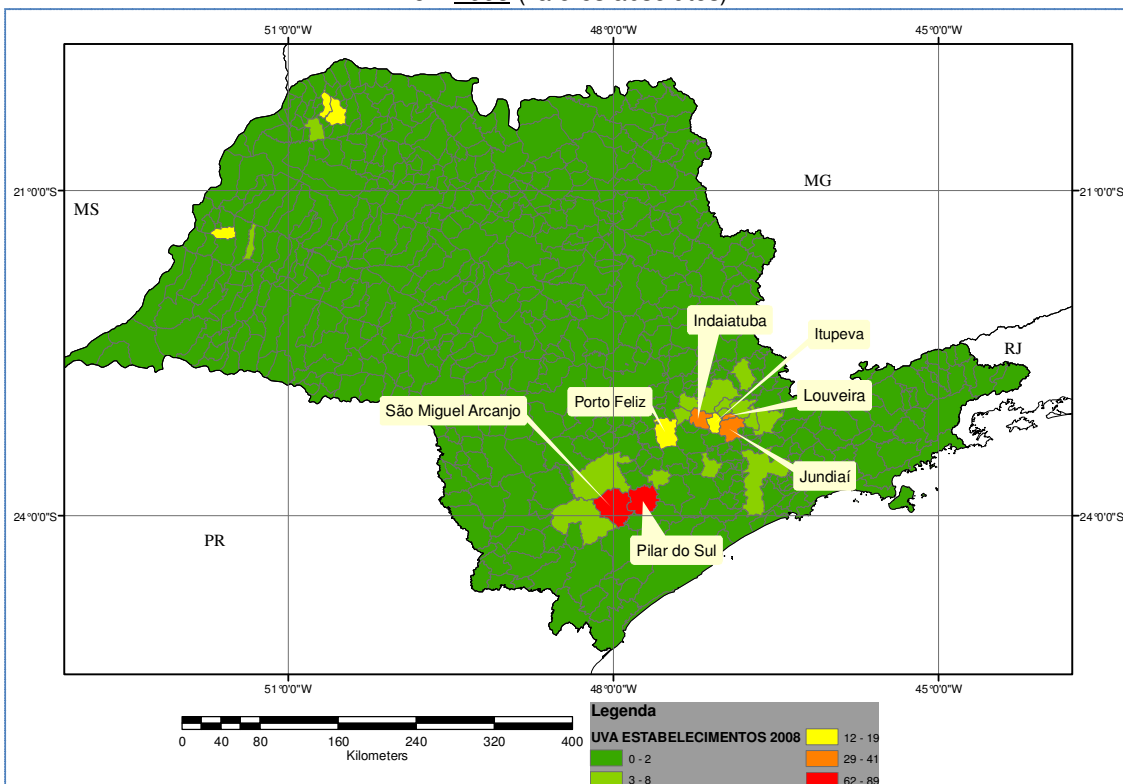 51°0'0"W 48°0'0"W 45°0'0"W
21°0'0"S 21°0'0"S
MG
MS
Indaiatuba
Itupeva
RJ
Louveira
Porto Feliz
São Miguel Arcanjo
Jundiaí
24°0'0"S 24°0'0"S
PR
Pilar do Sul
51°0'0"W 48°0'0"W 45°0'0"W
0 40 80 160 240 320 400
Kilometers
Legenda
UVA ESTABELECIMENTOS 2008
0 - 2
3 - 8
12 - 19
29 - 41
62 - 89